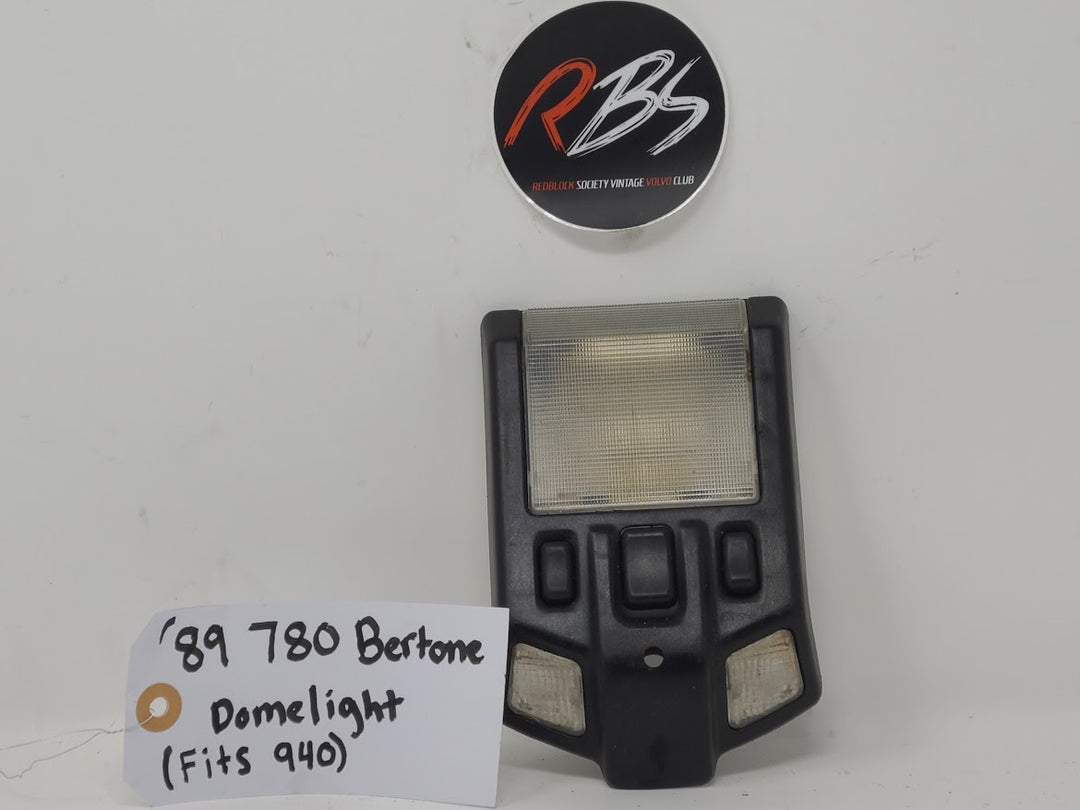 RBS
REDBLOCK SOCIETY VINTAGE VOLVO CLUB
'89 780 Bertone
Domelight
(Fits 940)